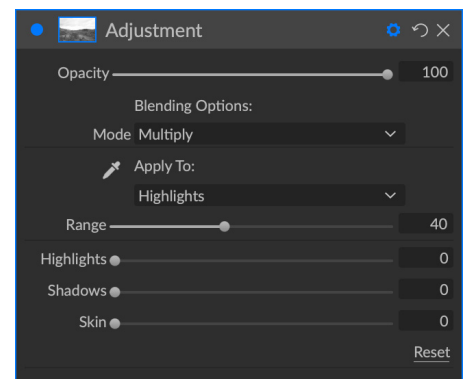 Adjustment
Opacity 100
Blending Options:
Mode Multiply
Apply To:
Highlights
Range 40
Highlights 0
Shadows 0
Skin 0
Reset